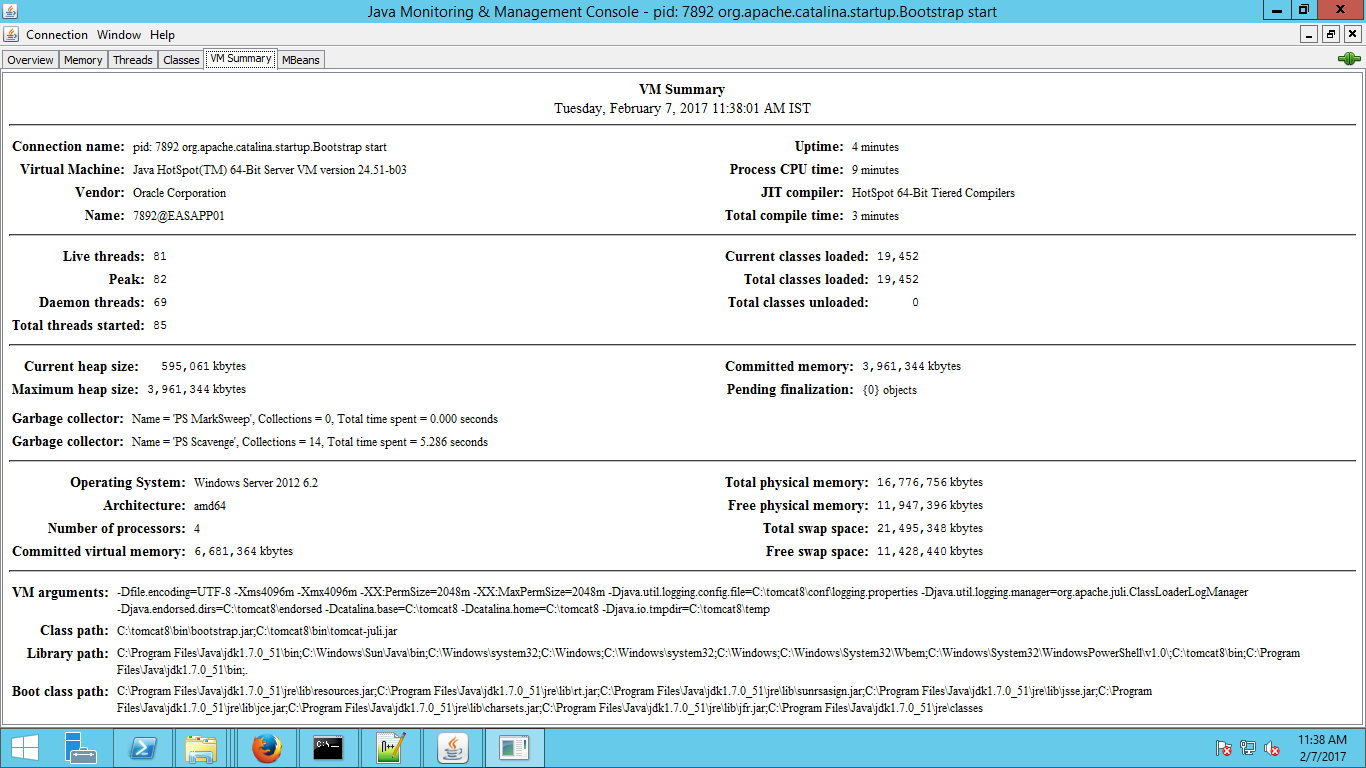 Java Monitoring & Management Console - pid: 7892 org.apache.catalina.startup.Bootstrap start
Connection Window Help
Overview Memory Threads Classes VM Summary MBeans
VM Summary
Tuesday, February 7, 2017 11:38:01 AM IST
Connection name: pid: 7892 org.apache.catalina.startup.Bootstrap start
Virtual Machine: Java HotSpot(TM) 64-Bit Server VM version 24.51-b03
Vendor: Oracle Corporation
Name: 7892@EASAPP01
Uptime: 4 minutes
Process CPU time: 9 minutes
JIT compiler: HotSpot 64-Bit Tiered Compilers
Total compile time: 3 minutes
Live threads: 81
Peak: 82
Daemon threads: 69
Total threads started: 85
Current classes loaded: 19,452
Total classes loaded: 19,452
Total classes unloaded: 0
Current heap size: 595,061 kbytes
Maximum heap size: 3,961,344 kbytes
Committed memory: 3,961,344 kbytes
Pending finalization: {0} objects
Garbage collector: Name = 'PS MarkSweep', Collections = 0, Total time spent = 0.000 seconds
Garbage collector: Name = 'PS Scavenge', Collections = 14, Total time spent = 5.286 seconds
Operating System: Windows Server 2012 6.2
Architecture: amd64
Number of processors: 4
Committed virtual memory: 6,681,364 kbytes
Total physical memory: 16,776,756 kbytes
Free physical memory: 11,947,396 kbytes
Total swap space: 21,495,348 kbytes
Free swap space: 11,428,440 kbytes
VM arguments: -Dfile.encoding=UTF-8 -Xms4096m -Xmx4096m -XX:PermSize=2048m -XX:MaxPermSize=2048m -Djava.util.logging.config.file=C:\tomcat8\conf\logging.properties -Djava.util.logging.manager=org.apache.juli.ClassLoaderLogManager
-Djava.endorsed.dirs=C:\tomcat8\endorsed -Dcatalina.base=C:\tomcat8 -Dcatalina.home=C:\tomcat8 -Djava.io.tmpdir=C:\tomcat8\temp
Class path: C:\tomcat8\bin\bootstrap.jar;C:\tomcat8\bin\tomcat-juli.jar
Library path: C:\Program Files\Java\jdk1.7.0_51\bin;C:\Windows\Sun\Java\bin;C:\Windows\system32;C:\Windows;C:\Windows\system32;C:\Windows;C:\Windows\System32\Wbem;C:\Windows\System32\WindowsPowerShell\v1.0\;C:\tomcat8\bin;C:\Program
Files\Java\jdk1.7.0_51\bin;.
Boot class path: C:\Program Files\Java\jdk1.7.0_51\jre\lib\resources.jar;C:\Program Files\Java\jdk1.7.0_51\jre\lib\rt.jar;C:\Program Files\Java\jdk1.7.0_51\jre\lib\sunrsasign.jar;C:\Program Files\Java\jdk1.7.0_51\jre\lib\jsse.jar;C:\Program
Files\Java\jdk1.7.0_51\jre\lib\jce.jar;C:\Program Files\Java\jdk1.7.0_51\jre\lib\charsets.jar;C:\Program Files\Java\jdk1.7.0_51\jre\lib\jfr.jar;C:\Program Files\Java\jdk1.7.0_51\jre\classes
11:38 AM
2/7/2017